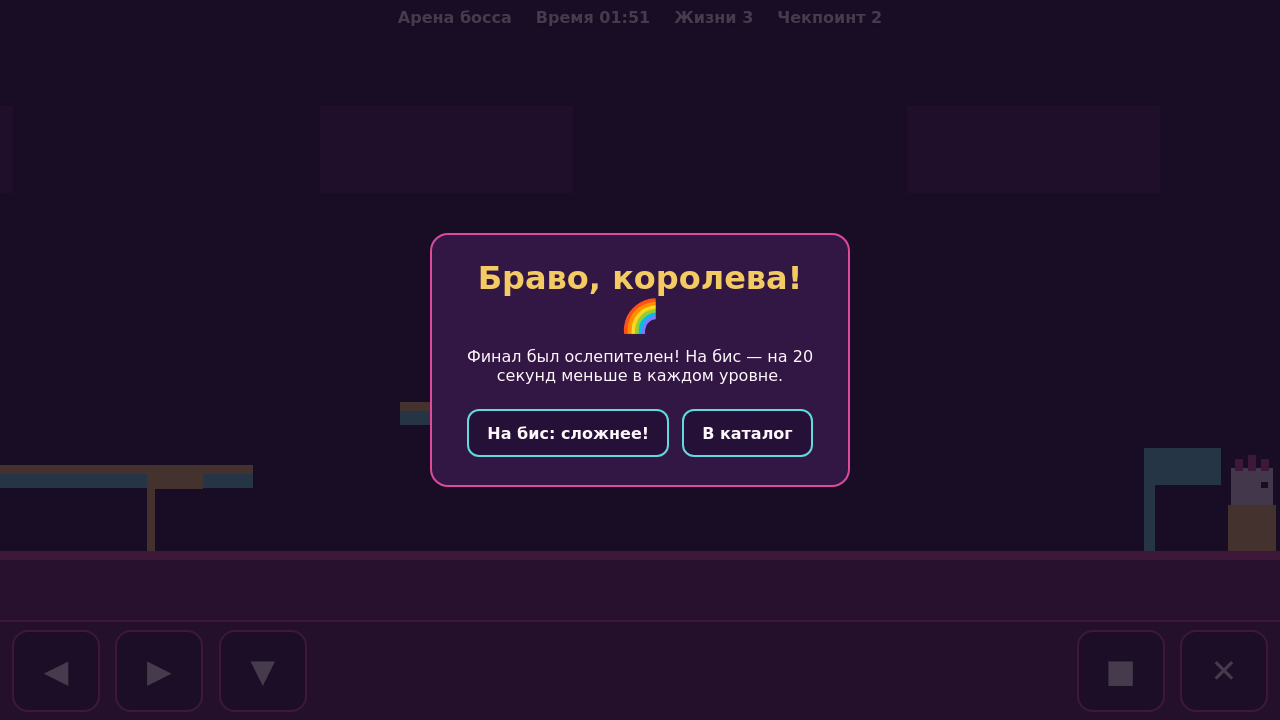 Арена босса Время 01:51 Жизни 3 Чекпоинт 2
Браво, королева!
🌈
Финал был ослепителен! На бис — на 20
секунд меньше в каждом уровне.
На бис: сложнее! В каталог
◀ ▶ ▼ ■ ✕